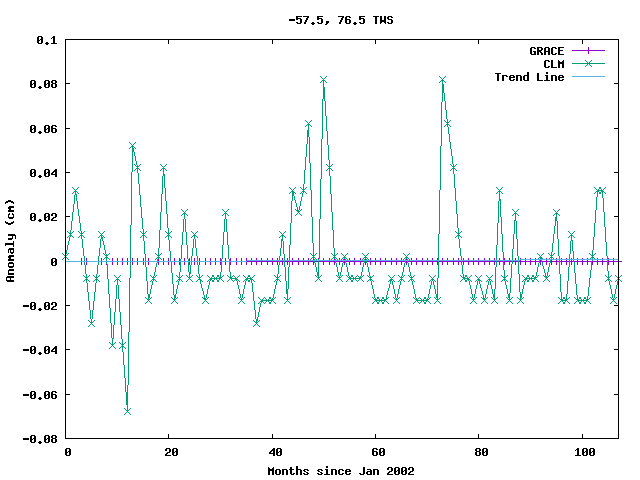 -57.5, 76.5 TWS
GRACE
CLM
Trend Line
0.1
0.08
0.06
0.04
0.02
0
-0.02
-0.04
-0.06
-0.08
Anomaly (cm)
0 20 40 60 80 100
Months since Jan 2002